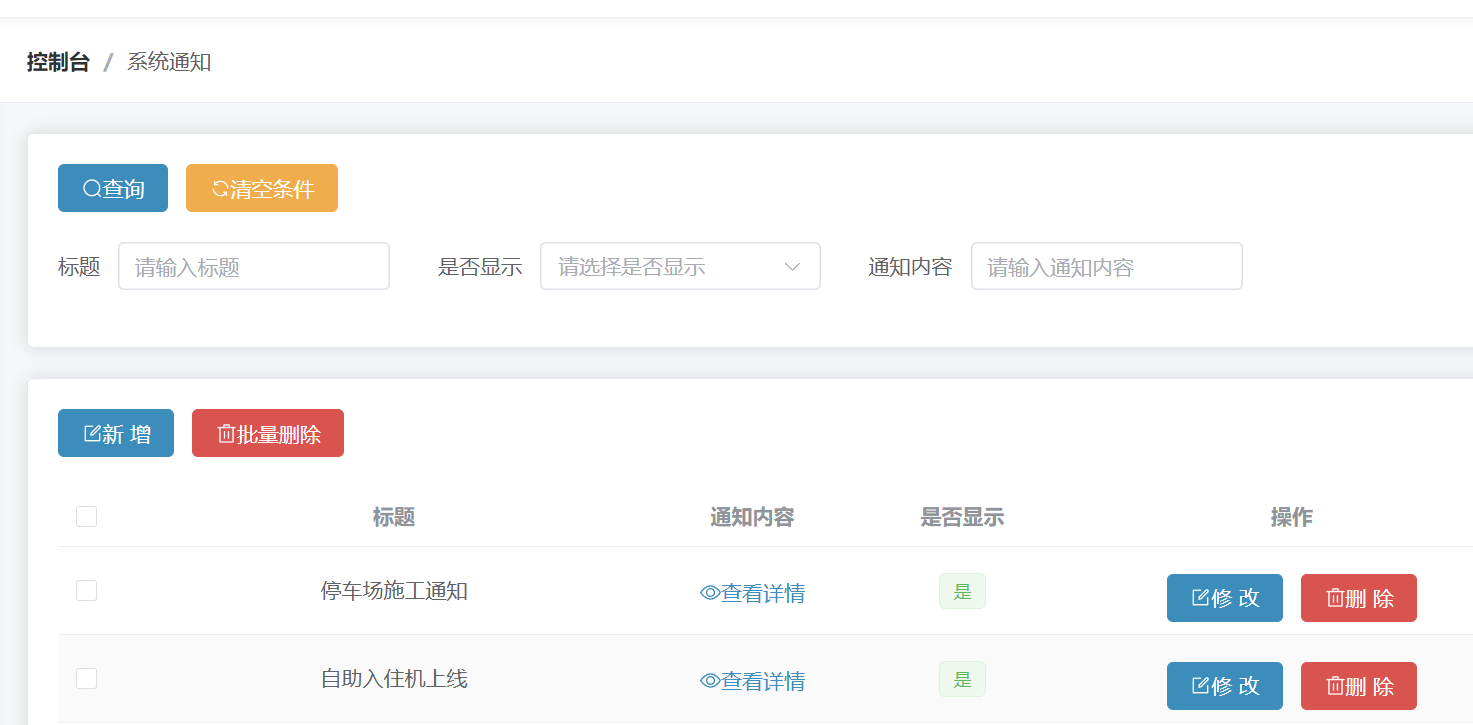 控制台 / 系统通知
查询 清空条件
标题 请输入标题 是否显示 请选择是否显示 通知内容 请输入通知内容
新 增 批量删除
标题 通知内容 是否显示 操作
停车场施工通知 查看详情 是 修 改 删 除
自助入住机上线 查看详情 是 修 改 删 除